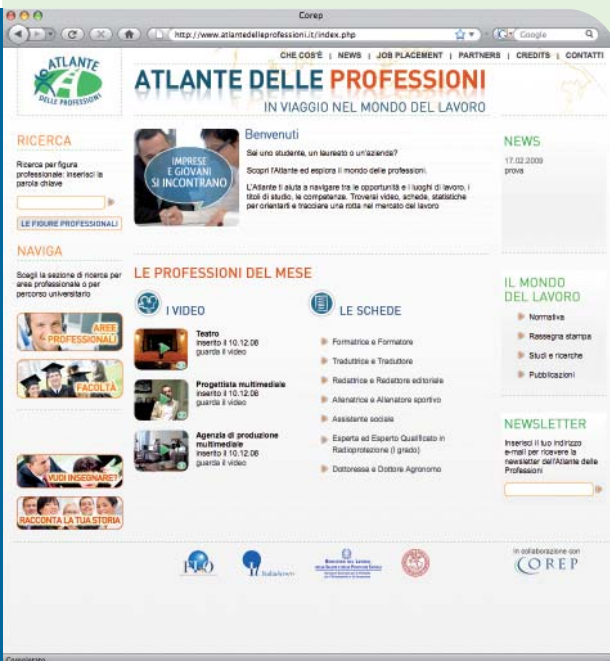 Corep
http://www.atlantedelleprofessioni.it/index.php
Google
CHE COS'È | NEWS | JOB PLACEMENT | PARTNERS | CREDITS | CONTATTI
ATLANTE
DELLE PROFESSIONI
ATLANTE DELLE PROFESSIONI
IN VIAGGIO NEL MONDO DEL LAVORO
RICERCA
Ricerca per figura
professionale: inserisci la
parola chiave
LE FIGURE PROFESSIONALI
NAVIGA
Scegli la sezione di ricerca per
area professionale o per
percorso universitario
AREE
PROFESSIONALI
FACOLTÀ
VUOI INSEGNARE?
RACCONTA LA TUA STORIA
IMPRESE
E GIOVANI
SI INCONTRANO
Benvenuti
Sei uno studente, un laureato o un'azienda?
Scopri l'Atlante ed esplora il mondo delle professioni.
L'Atlante ti aiuta a navigare tra le opportunità e i luoghi di lavoro, i
titoli di studio, le competenze. Troverai video, schede, statistiche
per orientarti e tracciare una rotta nel mercato del lavoro
LE PROFESSIONI DEL MESE
I VIDEO
Teatro
inserito il 10.12.08
guarda il video
Progettista multimediale
inserito il 10.12.08
guarda il video
Agenzia di produzione
multimediale
inserito il 10.12.08
guarda il video
LE SCHEDE
Formatrice e Formatore
Traduttrice e Traduttore
Redattrice e Redattore editoriale
Allenatrice e Allenatore sportivo
Assistente sociale
Esperta ed Esperto Qualificato in
Radioprotezione (I grado)
Dottoressa e Dottore Agronomo
NEWS
17.02.2009
prova
IL MONDO
DEL LAVORO
Normativa
Rassegna stampa
Studi e ricerche
Pubblicazioni
NEWSLETTER
Inserisci il tuo indirizzo
e-mail per ricevere la
newsletter dell'Atlante delle
Professioni
in collaborazione con
COREP
Completato